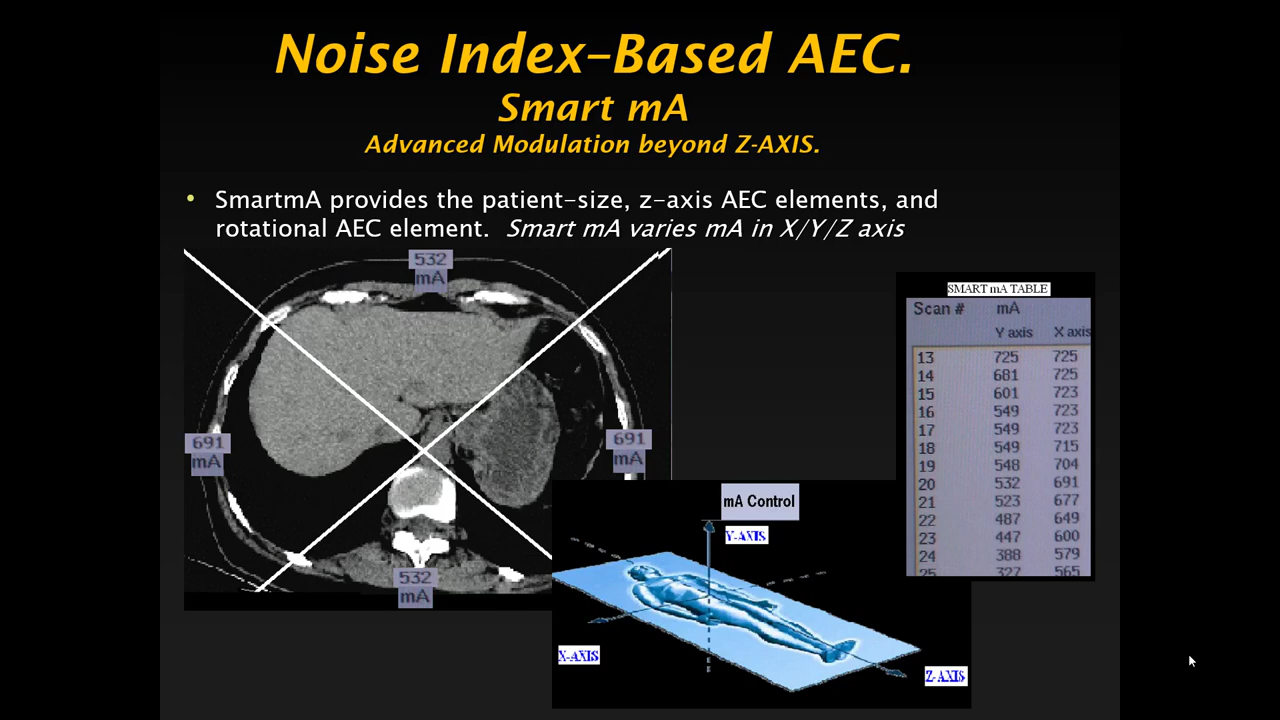 Noise Index–Based AEC.
Smart mA
Advanced Modulation beyond Z-AXIS.
• SmartmA provides the patient–size, z–axis AEC elements, and
rotational AEC element. Smart mA varies mA in X/Y/Z axis
532
mA
691
mA
691
mA
532
mA
SMART mA TABLE
Scan # mA
Y axis X axis
13 725 725
14 681 725
15 601 723
16 549 723
17 549 723
18 549 715
19 548 704
20 532 691
21 523 677
22 487 649
23 447 600
24 388 579
25 327 565
mA Control
Y-AXIS
X-AXIS
Z-AXIS